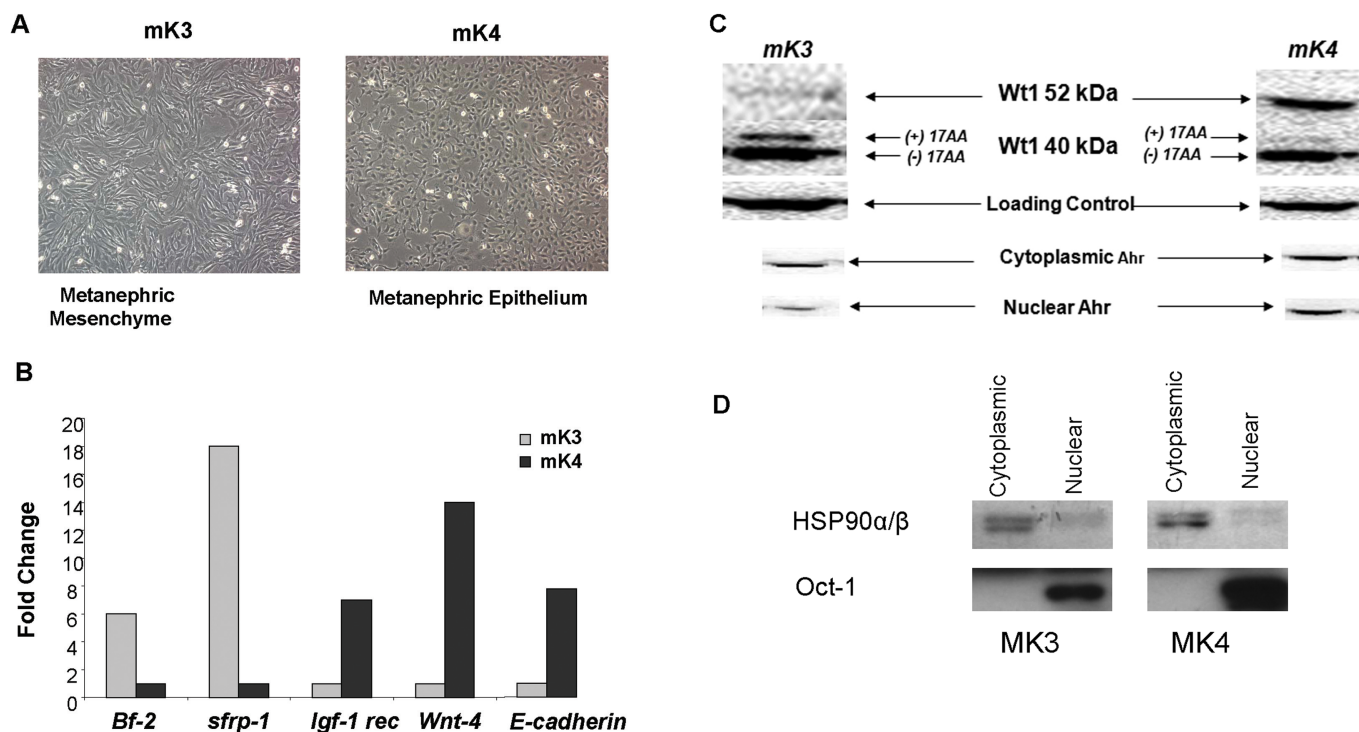 A
mK3
mK4
Metanephric
Mesenchyme
Metanephric Epithelium
B
Fold Change
20
18
16
14
12
10
8
6
4
2
0
mK3
mK4
Bf-2
sfrp-1
Igf-1 rec
Wnt-4
E-cadherin
C
mK3
mK4
Wt1 52 kDa
(+) 17AA
Wt1 40 kDa
(+) 17AA
(-) 17AA
(-) 17AA
Loading Control
Cytoplasmic Ahr
Nuclear Ahr
D
Cytoplasmic
Nuclear
Cytoplasmic
Nuclear
HSP90α/β
Oct-1
MK3
MK4